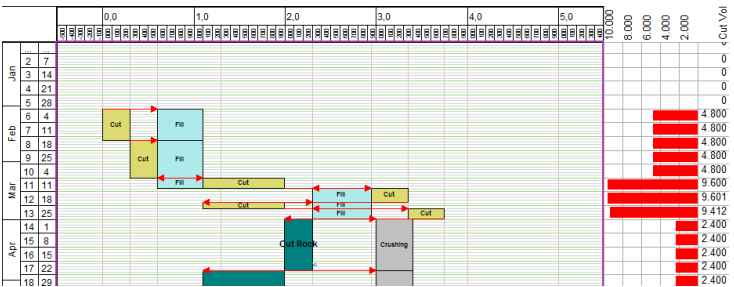 0,0 1,0 2,0 3,0 4,0 5,0 10.000 8.000 6.000 4.000 2.000 Cut Vol
Jan
... ...
2 7 0
3 14 0
4 21 0
5 28 0
Feb
6 4 4.800
Cut Fill
7 11 4.800
8 18 4.800
Cut Fill
9 25 4.800
Mar
10 4 4.800
11 11 Fill Cut 9.600
12 18 Fill Cut 9.601
Cut Fill
13 25 Fill Cut 9.412
Apr
14 1 2.400
15 8 Cut Rock Crushing 2.400
16 15 2.400
17 22 2.400
18 29 2.400